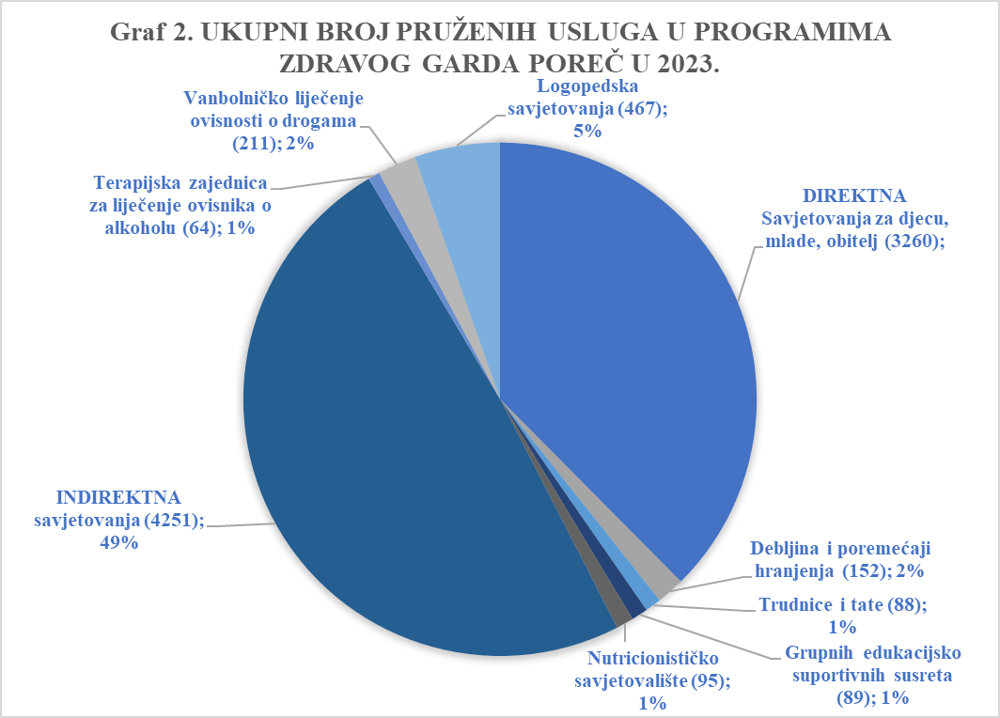 Graf 2. UKUPNI BROJ PRUŽENIH USLUGA U PROGRAMIMA
ZDRAVOG GARDA POREČ U 2023.
Logopedska
savjetovanja (467);
5%
Vanbolničko liječenje
ovisnosti o drogama
(211); 2%
Terapijska zajednica
za liječenje ovisnika o
alkoholu (64); 1%
DIREKTNA
Savjetovanja za djecu,
mlade, obitelj (3260);
INDIREKTNA
savjetovanja (4251);
49%
Debljina i poremećaji
hranjenja (152); 2%
Trudnice i tate (88);
1%
Grupnih edukacijsko
suportivnih susreta
(89); 1%
Nutricionističko
savjetovalište (95);
1%